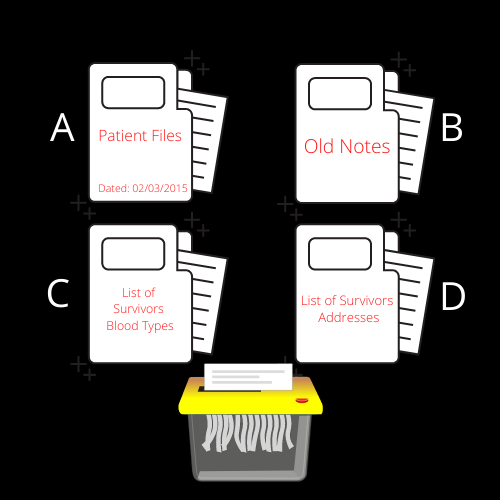 A
Patient Files
Dated: 02/03/2015
B
Old Notes
C
List of
Survivors
Blood Types
D
List of Survivors
Addresses